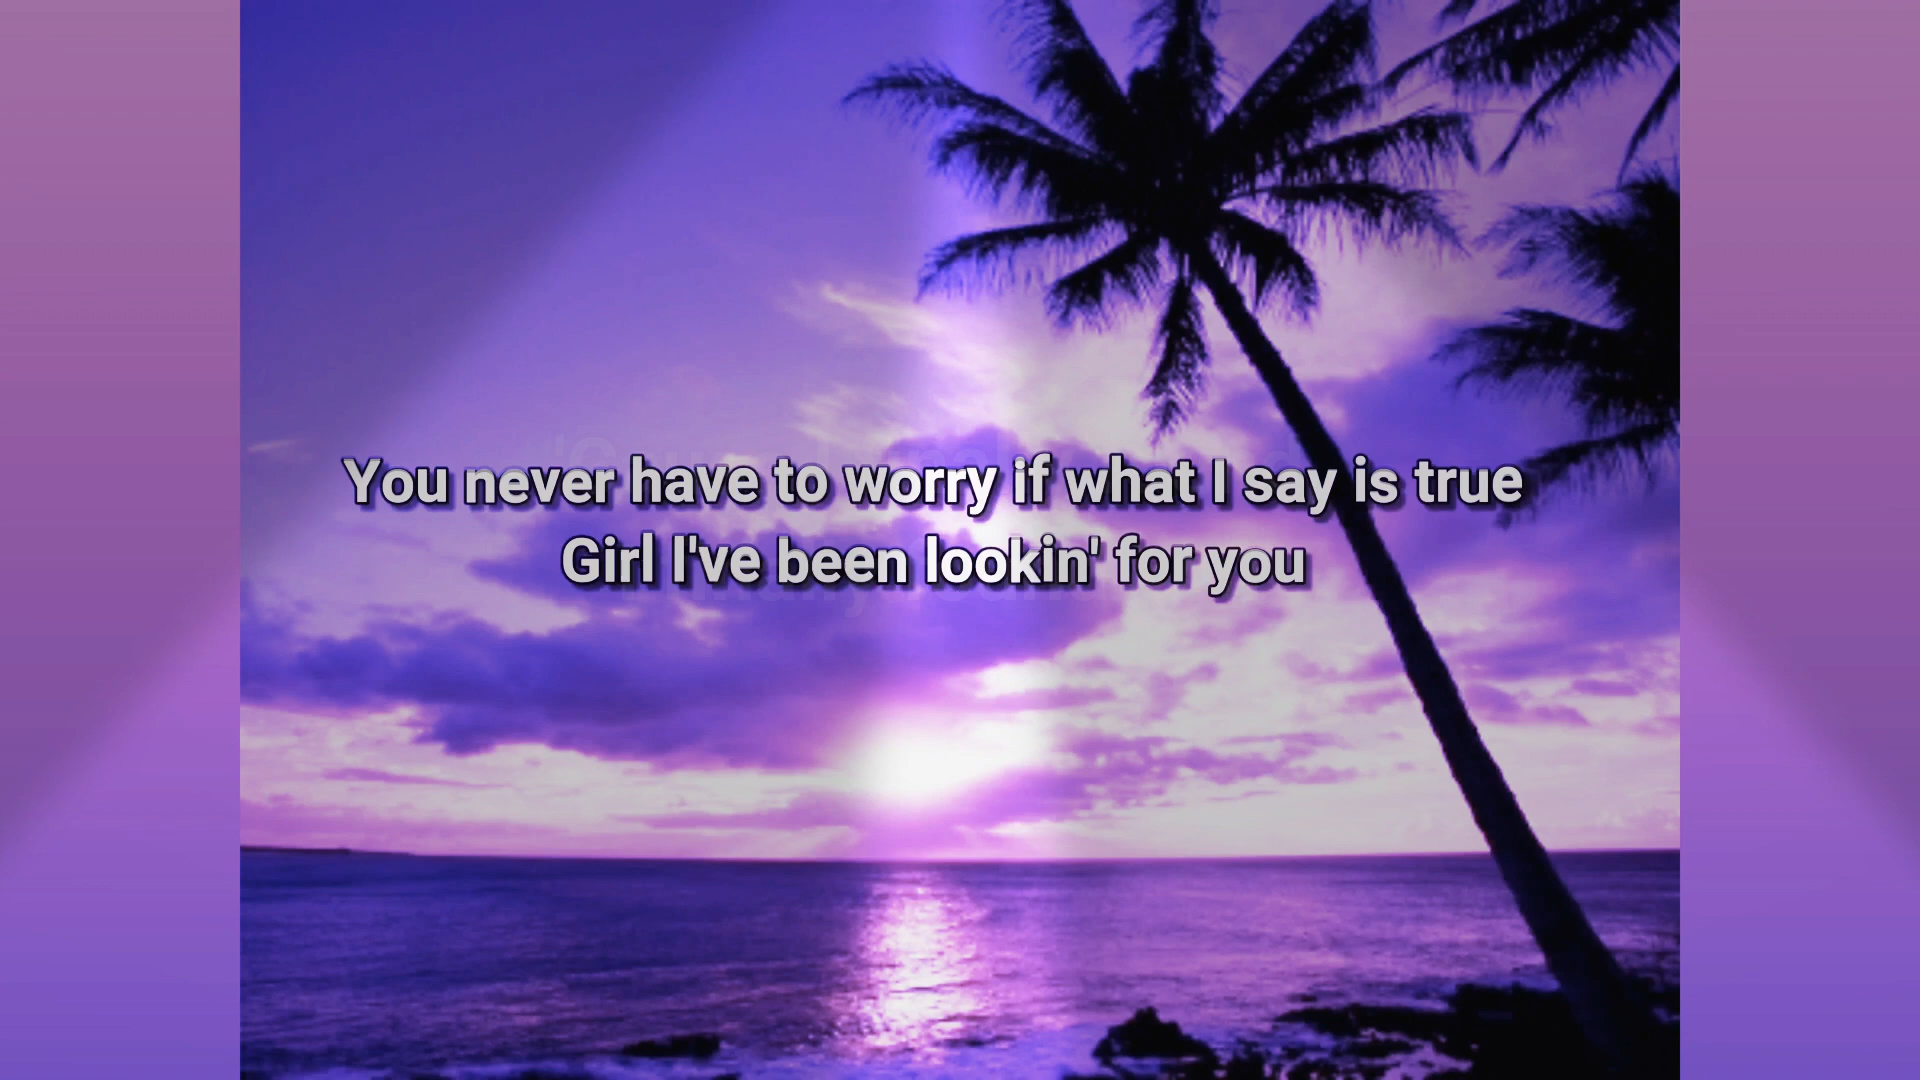 You never have to worry if what I say is true
Girl I've been lookin' for you